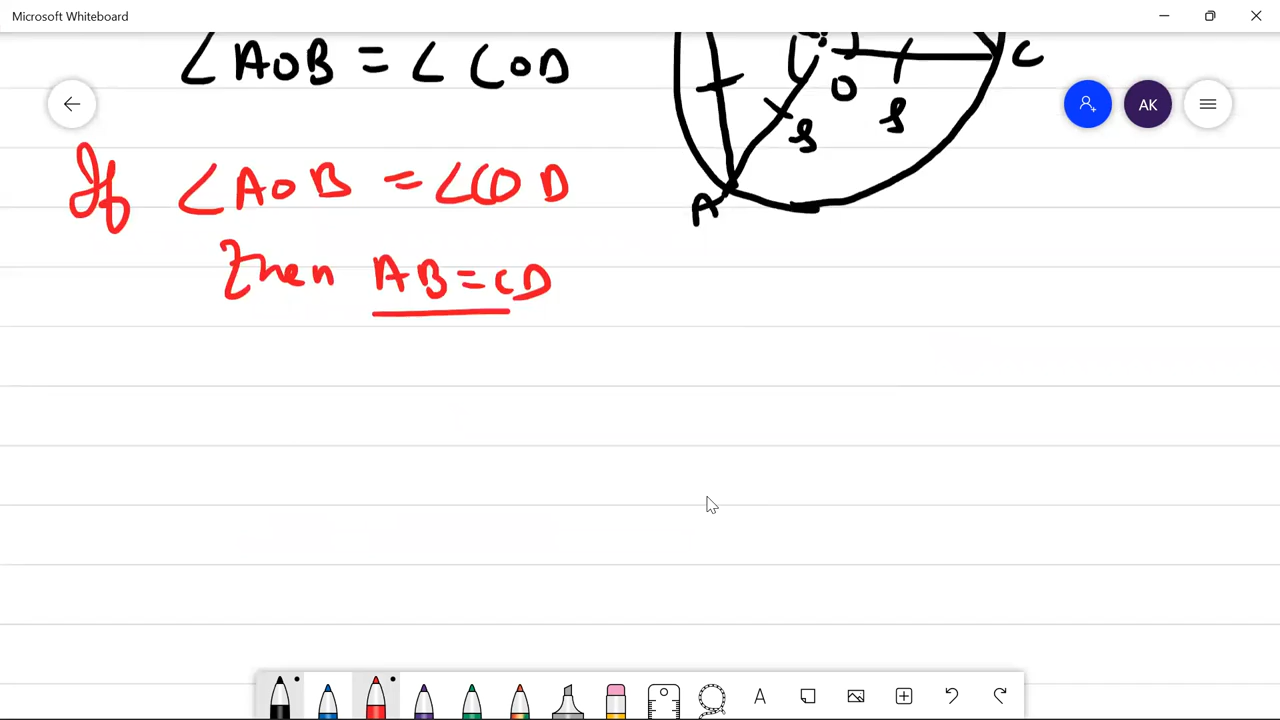 Microsoft Whiteboard
∠AOB = ∠COD
C
O
r
r
AK
If ∠AOB = ∠COD
A
then AB = CD